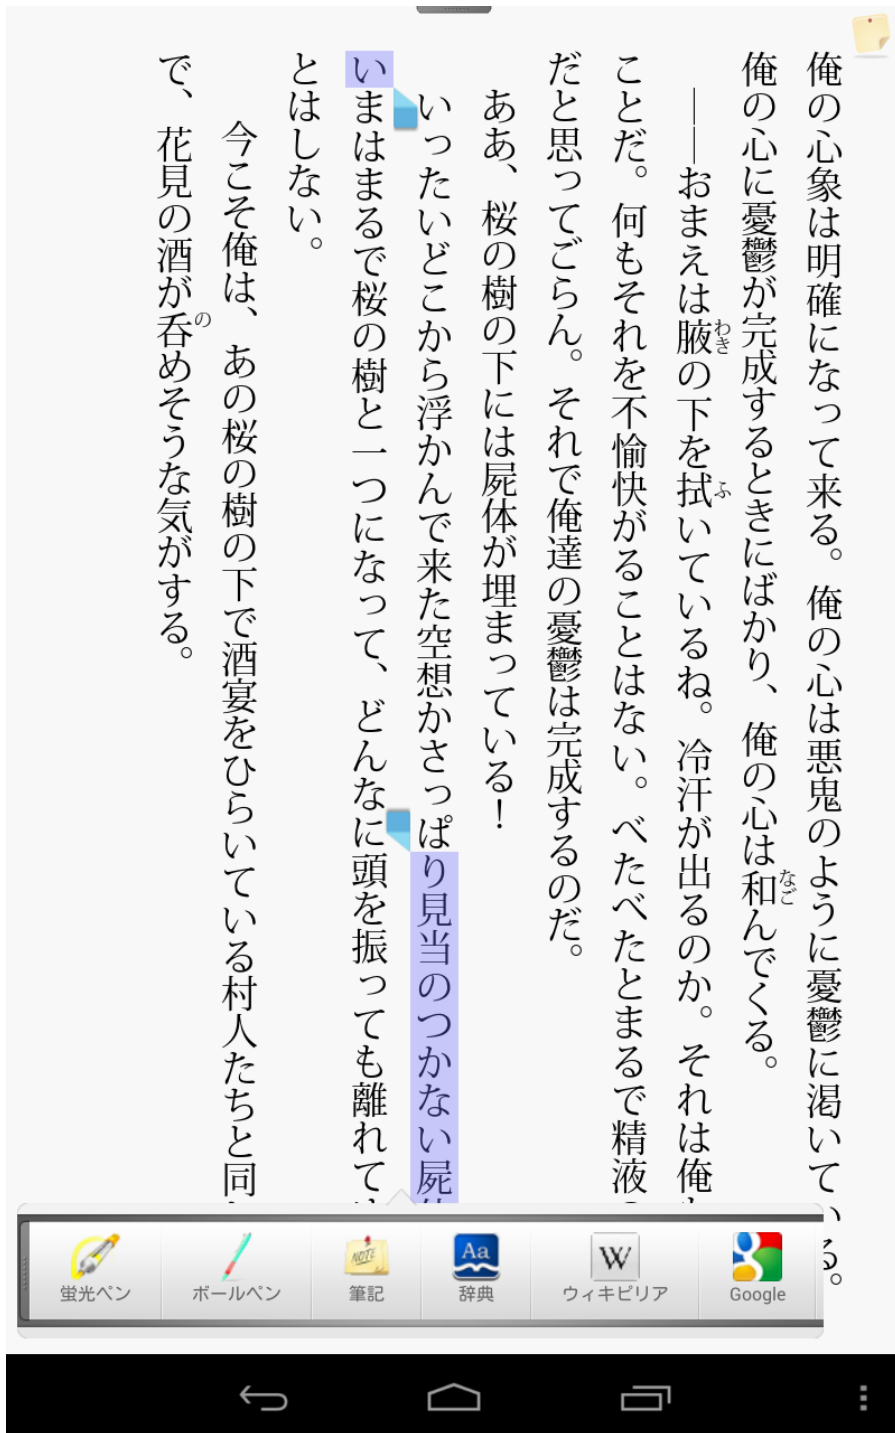 俺の心象は明確になって来る。俺の心は悪鬼のように憂鬱に渇いている。
なご
俺の心に憂鬱が完成するときにばかり、俺の心は和んでくる。
わき
ふ
――おまえは腋の下を拭いているね。冷汗が出るのか。それは俺
ことだ。何もそれを不愉快がることはない。べたべたとまるで精液
だと思ってごらん。それで俺達の憂鬱は完成するのだ。
ああ、桜の樹の下には屍体が埋まっている!
いったいどこから浮かんで来た空想かさっぱり見当のつかない屍
いまはまるで桜の樹と一つになって、どんなに頭を振っても離れて
とはしない。
今こそ俺は、あの桜の樹の下で酒宴をひらいている村人たちと同
の
で、花見の酒が呑めそうな気がする。
NOTE
Aa
W
蛍光ペン
ボールペン
筆記
辞典
ウィキピリア
Google